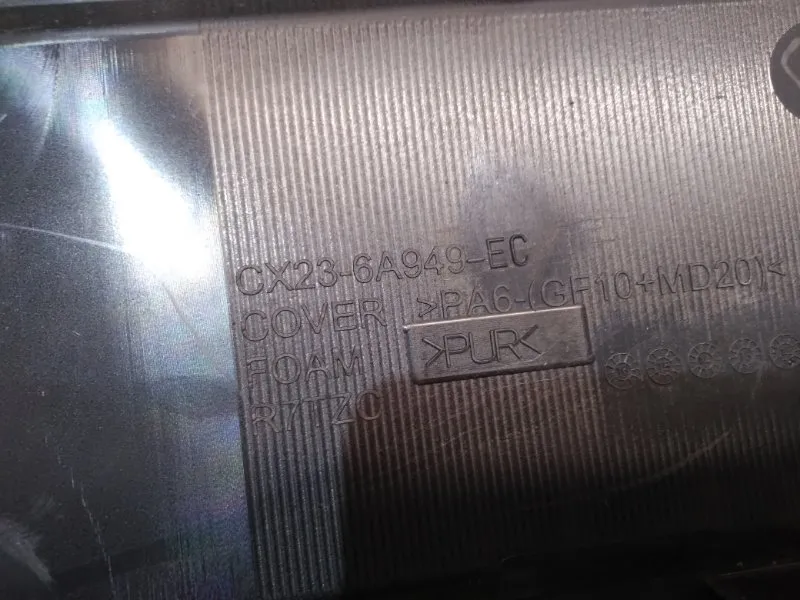 CX23-6A949-EC
COVER >PA6-(GF10+MD20)<
FOAM >PUR<
R7TZC